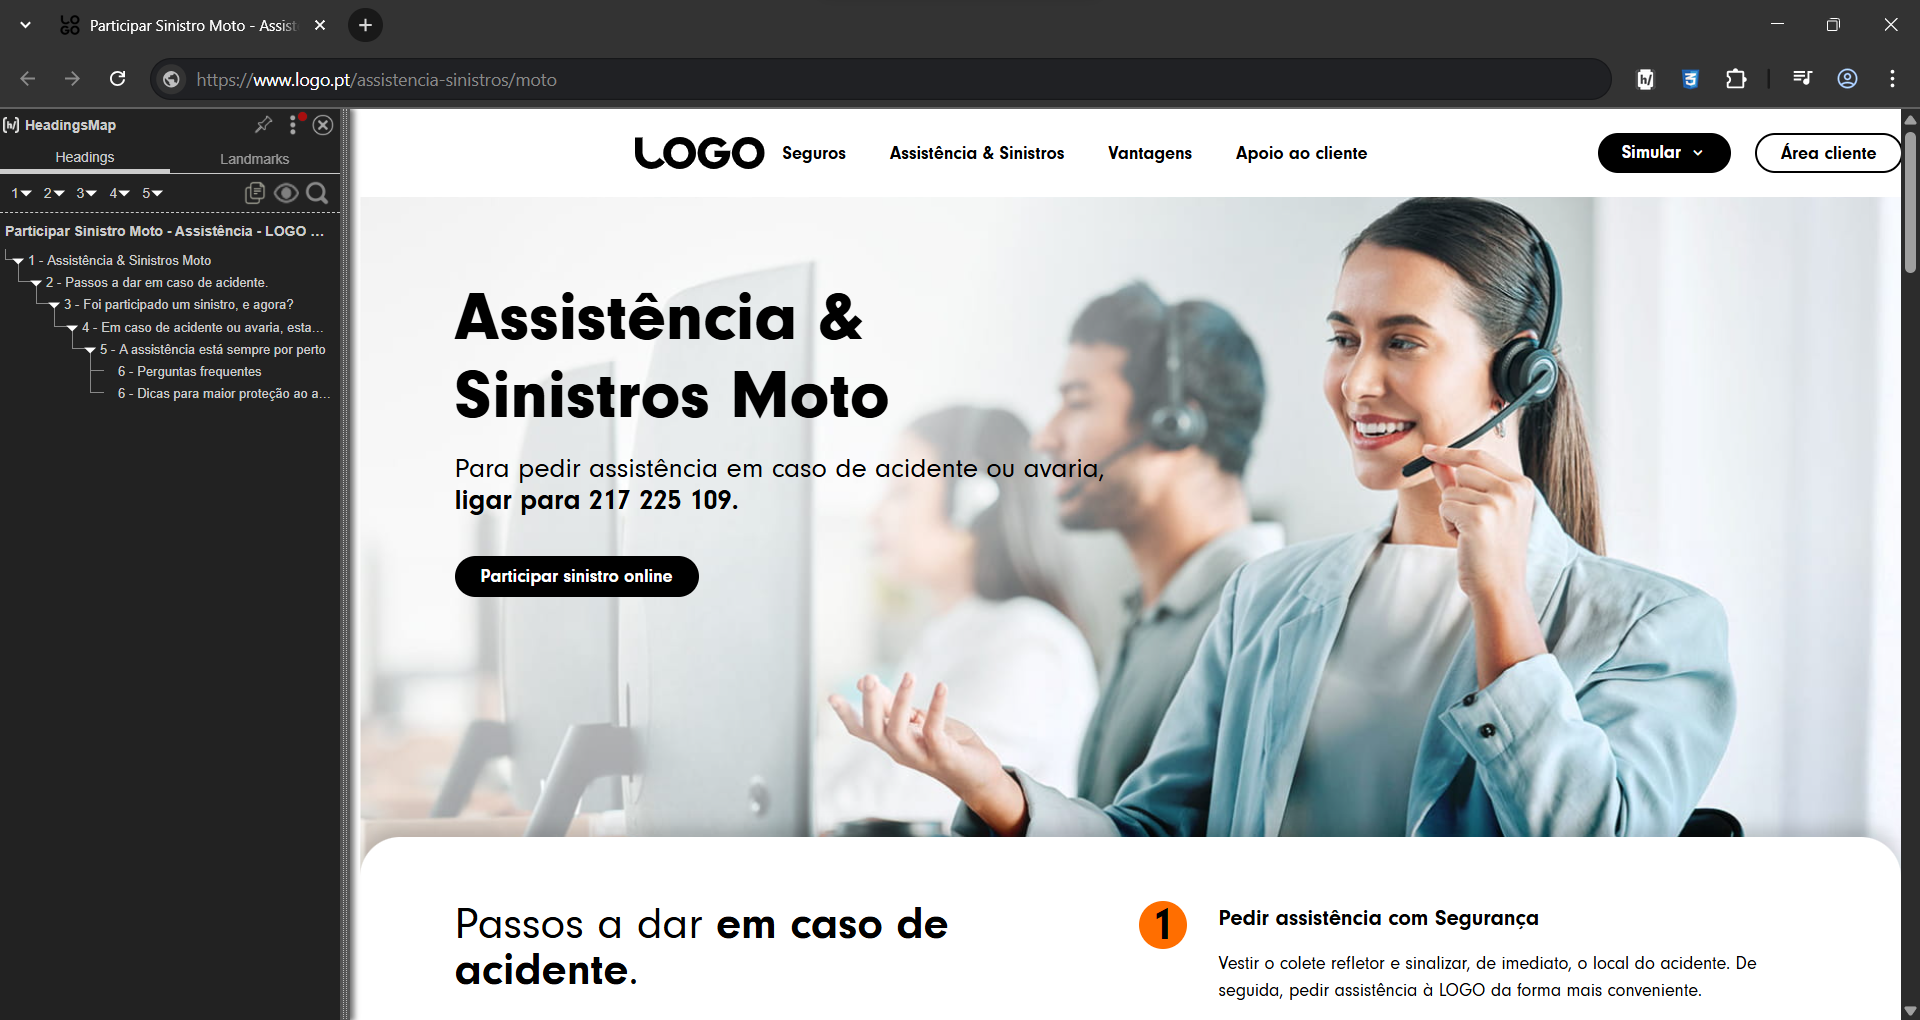 LO
GO
Participar Sinistro Moto - Assist
https://www.logo.pt/assistencia-sinistros/moto
HeadingsMap
Headings
Landmarks
1 2 3 4 5
Participar Sinistro Moto - Assistência - LOGO ...
1 - Assistência & Sinistros Moto
2 - Passos a dar em caso de acidente.
3 - Foi participado um sinistro, e agora?
4 - Em caso de acidente ou avaria, esta...
5 - A assistência está sempre por perto
6 - Perguntas frequentes
6 - Dicas para maior proteção ao a...
LOGO
Seguros
Assistência & Sinistros
Vantagens
Apoio ao cliente
Simular
Área cliente
Assistência &
Sinistros Moto
Para pedir assistência em caso de acidente ou avaria,
ligar para 217 225 109.
Participar sinistro online
Passos a dar em caso de
acidente.
1
Pedir assistência com Segurança
Vestir o colete refletor e sinalizar, de imediato, o local do acidente. De
seguida, pedir assistência à LOGO da forma mais conveniente.